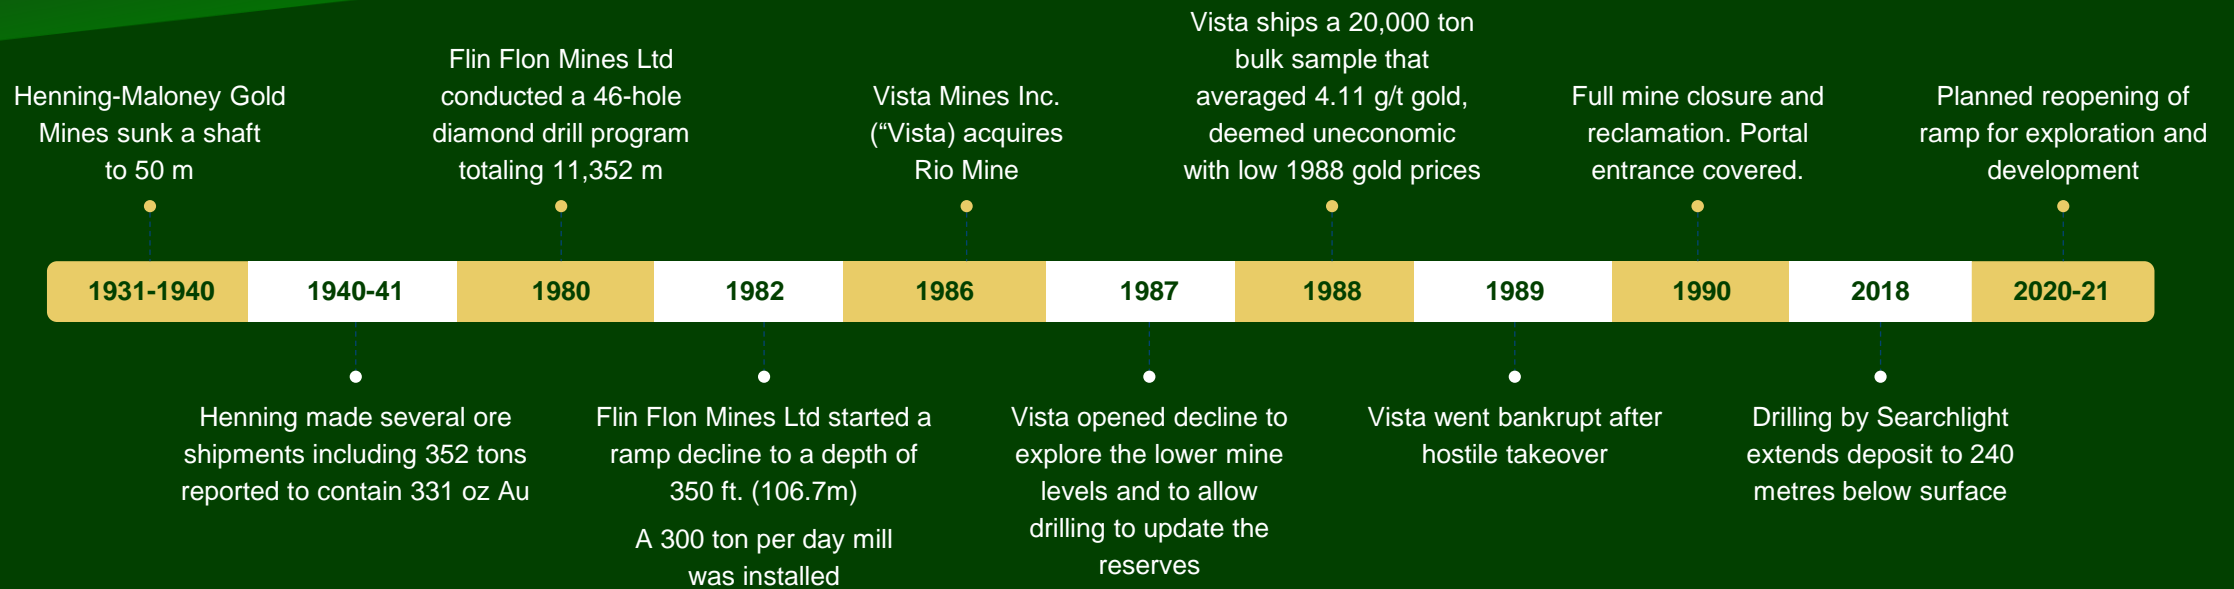 Henning-Maloney Gold
Mines sunk a shaft
to 50 m
Flin Flon Mines Ltd
conducted a 46-hole
diamond drill program
totaling 11,352 m
Vista Mines Inc.
(“Vista) acquires
Rio Mine
Vista ships a 20,000 ton
bulk sample that
averaged 4.11 g/t gold,
deemed uneconomic
with low 1988 gold prices
Full mine closure and
reclamation. Portal
entrance covered.
Planned reopening of
ramp for exploration and
development
1931-1940
1940-41
1980
1982
1986
1987
1988
1989
1990
2018
2020-21
Henning made several ore
shipments including 352 tons
reported to contain 331 oz Au
Flin Flon Mines Ltd started a
ramp decline to a depth of
350 ft. (106.7m)
A 300 ton per day mill
was installed
Vista opened decline to
explore the lower mine
levels and to allow
drilling to update the
reserves
Vista went bankrupt after
hostile takeover
Drilling by Searchlight
extends deposit to 240
metres below surface